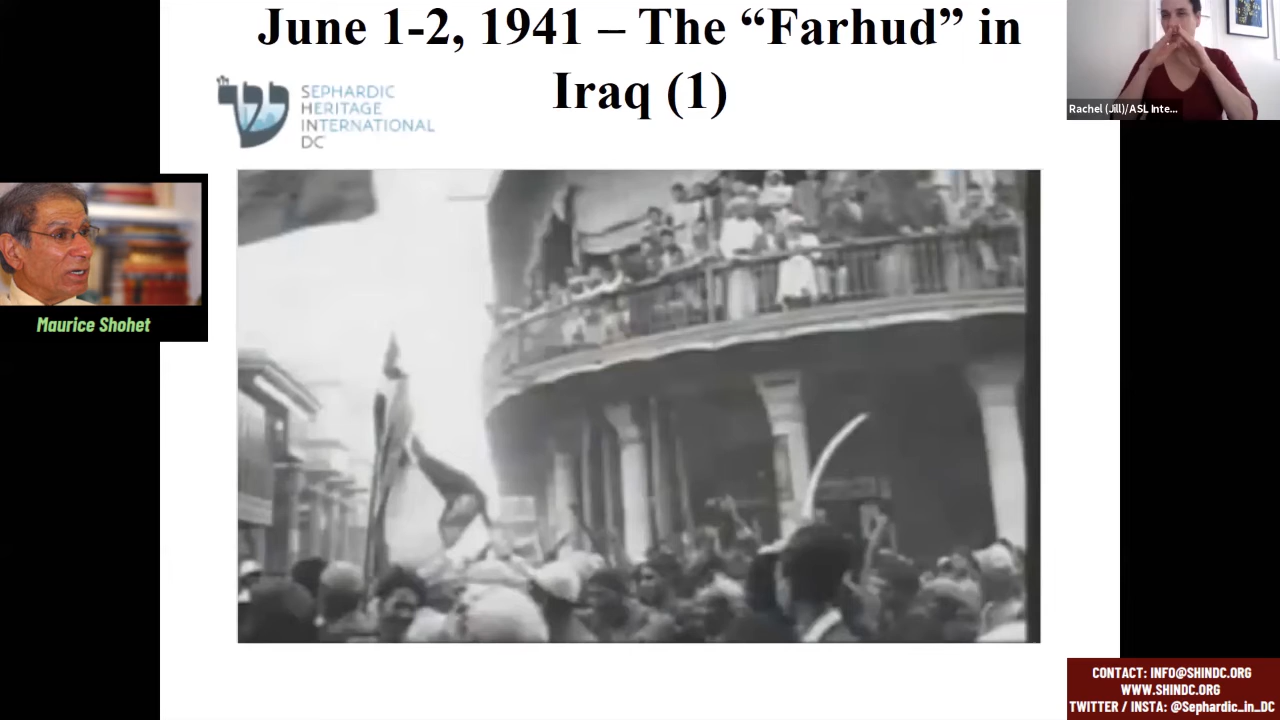 June 1-2, 1941 – The “Farhud” in
Iraq (1)
SEPHARDIC
HERITAGE
INTERNATIONAL
DC
Rachel (Jill)/ASL Inte...
Maurice Shohet
CONTACT: INFO@SHINDC.ORG
WWW.SHINDC.ORG
TWITTER / INSTA: @Sephardic_in_DC